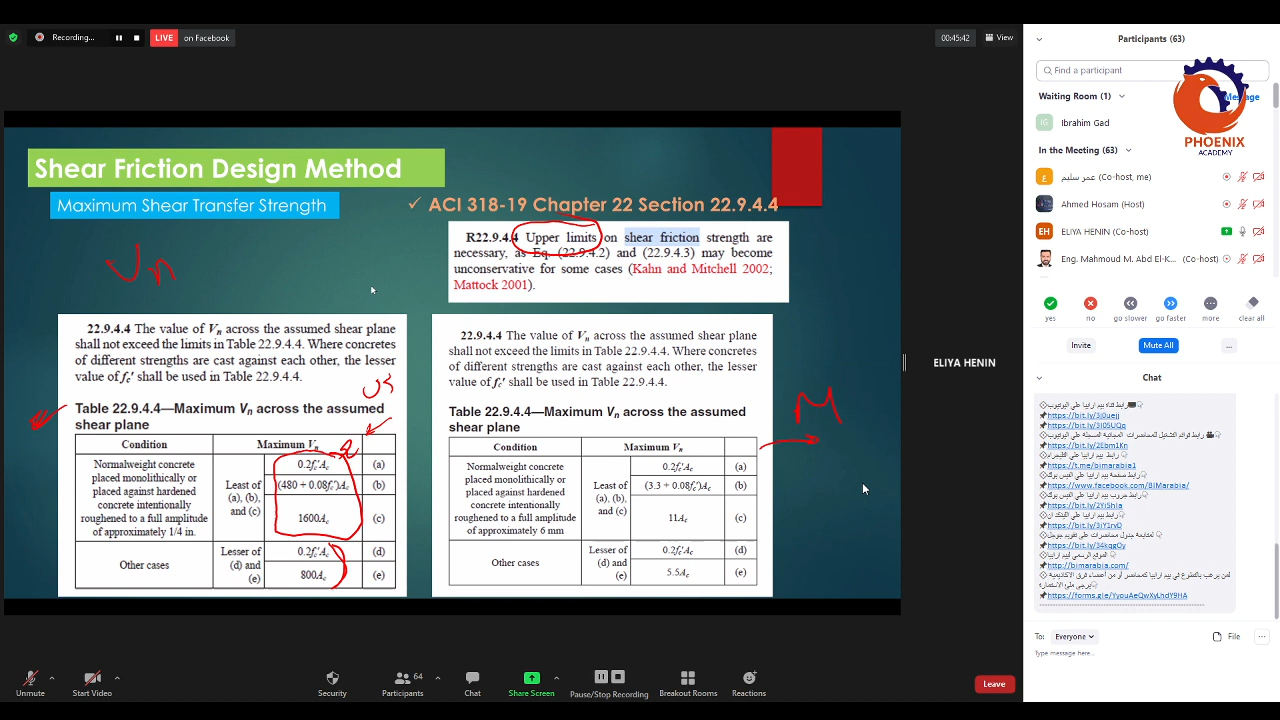 Recording...
LIVE
on Facebook
00:45:42
View
Shear Friction Design Method
Maximum Shear Transfer Strength
✓ ACI 318-19 Chapter 22 Section 22.9.4.4
R22.9.4.4 Upper limits on shear friction strength are
necessary, as Eq. (22.9.4.2) and (22.9.4.3) may become
unconservative for some cases (Kahn and Mitchell 2002;
Mattock 2001).
Vn
22.9.4.4 The value of Vn across the assumed shear plane
shall not exceed the limits in Table 22.9.4.4. Where concretes
of different strengths are cast against each other, the lesser
value of fc′ shall be used in Table 22.9.4.4.
US
Table 22.9.4.4—Maximum Vn across the assumed
shear plane
Condition
Maximum Vn
Normalweight concrete
placed monolithically or
placed against hardened
concrete intentionally
roughened to a full amplitude
of approximately 1/4 in.
Least of
(a), (b),
and (c)
0.2fc′Ac
(a)
(480 + 0.08fc′)Ac
(b)
1600Ac
(c)
Other cases
Lesser of
(d) and
(e)
0.2fc′Ac
(d)
800Ac
(e)
22.9.4.4 The value of Vn across the assumed shear plane
shall not exceed the limits in Table 22.9.4.4. Where concretes
of different strengths are cast against each other, the lesser
value of fc′ shall be used in Table 22.9.4.4.
M
Table 22.9.4.4—Maximum Vn across the assumed
shear plane
Condition
Maximum Vn
Normalweight concrete
placed monolithically or
placed against hardened
concrete intentionally
roughened to a full amplitude
of approximately 6 mm
Least of
(a), (b),
and (c)
0.2fc′Ac
(a)
(3.3 + 0.08fc′)Ac
(b)
11Ac
(c)
Other cases
Lesser of
(d) and
(e)
0.2fc′Ac
(d)
5.5Ac
(e)
ELIYA HENIN
Participants (63)
Find a participant
Waiting Room (1)
Message
PHOENIX
ACADEMY
IG
Ibrahim Gad
In the Meeting (63)
ع
عمر سليم (Co-host, me)
Ahmed Hosam (Host)
EH
ELIYA HENIN (Co-host)
Eng. Mahmoud M. Abd El-K... (Co-host)
yes
no
go slower
go faster
more
clear all
Invite
Mute All
...
Chat
https://bit.ly/3I05UQq
https://bit.ly/2Ebm1Kn
https://t.me/bimarabia1
https://www.facebook.com/BIMarabia/
https://bit.ly/2Yi5hIa
https://bit.ly/3iY1rvD
https://bit.ly/34kqgOy
http://bimarabia.com/
https://forms.gle/YyouAeQwXyLhdY9HA
To: Everyone
File
Type message here...
Unmute
Start Video
Security
64
Participants
Chat
Share Screen
Pause/Stop Recording
Breakout Rooms
Reactions
Leave